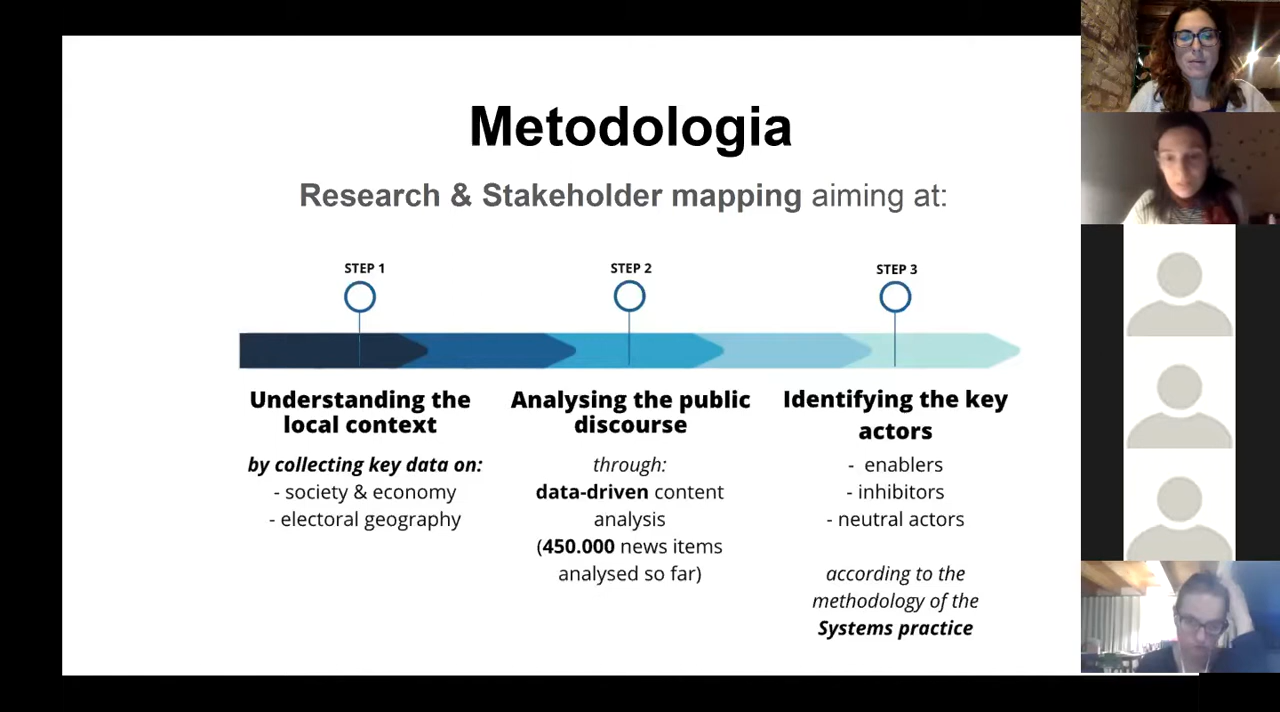 Metodologia
Research & Stakeholder mapping aiming at:
STEP 1
STEP 2
STEP 3
Understanding the
local context
by collecting key data on:
- society & economy
- electoral geography
Analysing the public
discourse
through:
data-driven content
analysis
(450.000 news items
analysed so far)
Identifying the key
actors
- enablers
- inhibitors
- neutral actors
according to the
methodology of the
Systems practice